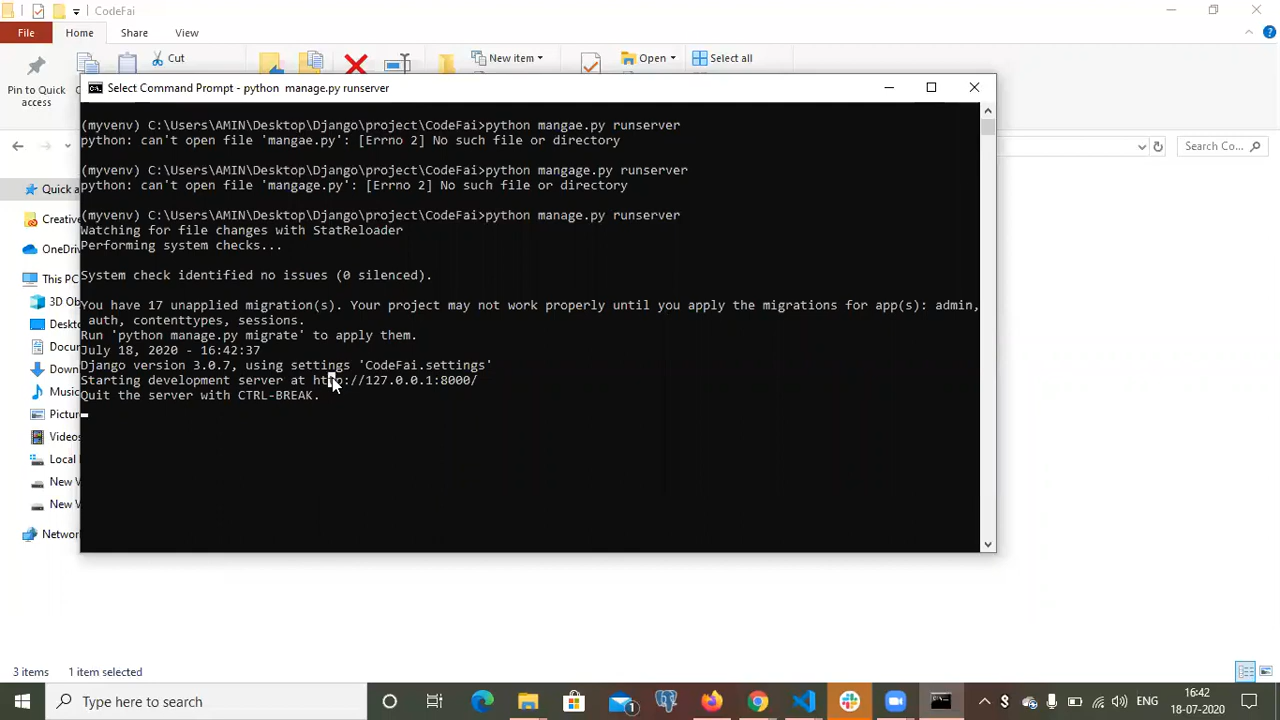 CodeFai
File
Home
Share
View
Pin to Quick
access
Cut
New item
Open
Select all
Select Command Prompt - python  manage.py runserver
(myvenv) C:\Users\AMIN\Desktop\Django\project\CodeFai>python mangae.py runserver
python: can't open file 'mangae.py': [Errno 2] No such file or directory
(myvenv) C:\Users\AMIN\Desktop\Django\project\CodeFai>python mangage.py runserver
python: can't open file 'mangage.py': [Errno 2] No such file or directory
(myvenv) C:\Users\AMIN\Desktop\Django\project\CodeFai>python manage.py runserver
Watching for file changes with StatReloader
Performing system checks...
System check identified no issues (0 silenced).
You have 17 unapplied migration(s). Your project may not work properly until you apply the migrations for app(s): admin,
auth, contenttypes, sessions.
Run 'python manage.py migrate' to apply them.
July 18, 2020 - 16:42:37
Django version 3.0.7, using settings 'CodeFai.settings'
Starting development server at http://127.0.0.1:8000/
Quit the server with CTRL-BREAK.
Search Co...
Quick a
Creative
OneDriv
This PC
3D Ob
Deskto
Docum
Down
Music
Pictur
Videos
Local
New V
New V
Networ
3 items
1 item selected
Type here to search
1
ENG
16:42
18-07-2020